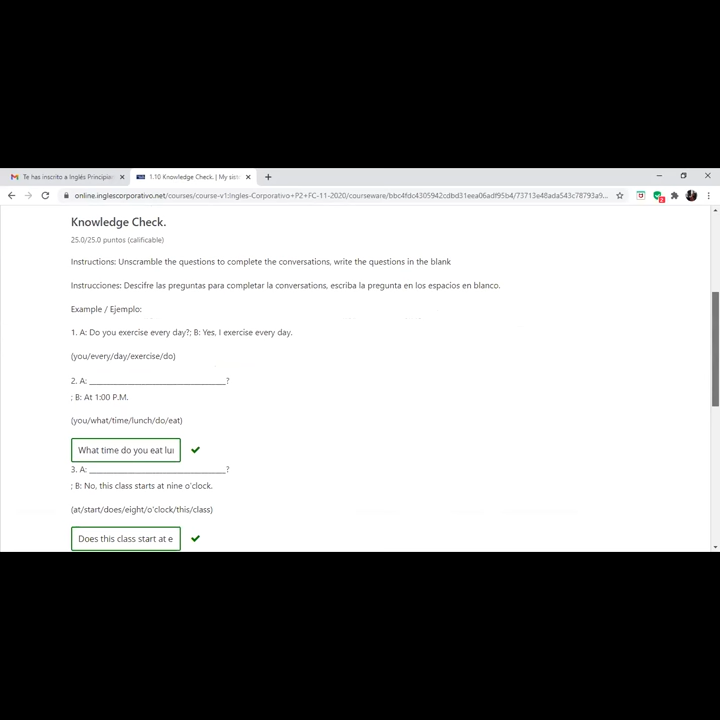 Te has inscrito a Inglés Principian
1.10 Knowledge Check. | My sist
online.inglescorporativo.net/courses/course-v1:Ingles-Corporativo+P2+FC-11-2020/courseware/bbc4fdc4305942cdbd31eea06adf95b4/73713e48ada543c78793a9...
Knowledge Check.
25.0/25.0 puntos (calificable)
Instructions: Unscramble the questions to complete the conversations, write the questions in the blank
Instrucciones: Descifre las preguntas para completar la conversations, escriba la pregunta en los espacios en blanco.
Example / Ejemplo:
1. A: Do you exercise every day?; B: Yes, I exercise every day.
(you/every/day/exercise/do)
2. A: ______________________________?
; B: At 1:00 P.M.
(you/what/time/lunch/do/eat)
What time do you eat lun
3. A: ______________________________?
; B: No, this class starts at nine o'clock.
(at/start/does/eight/o'clock/this/class)
Does this class start at e